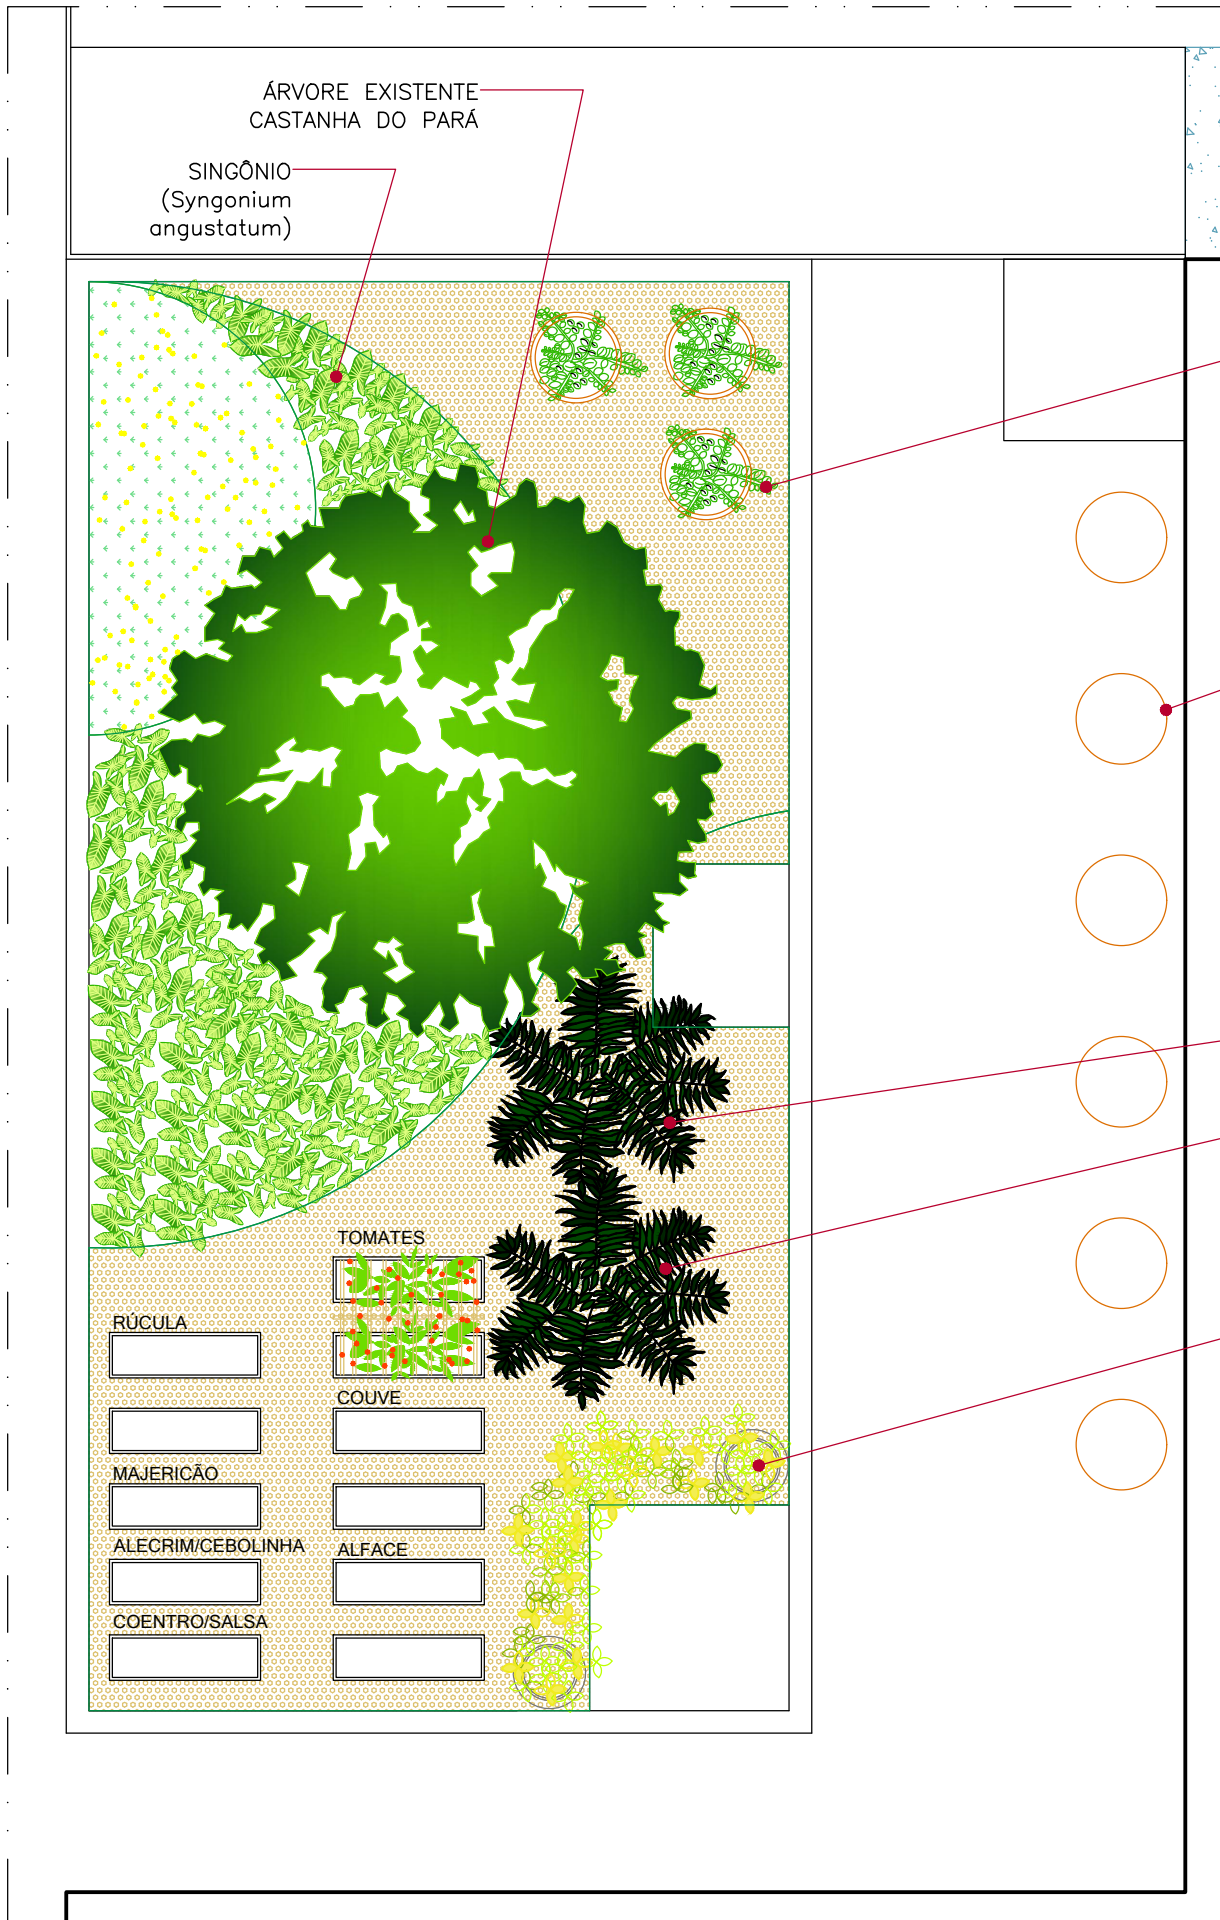 ÁRVORE EXISTENTE
CASTANHA DO PARÁ
SINGÔNIO
(Syngonium
angustatum)
TOMATES
RÚCULA
COUVE
MAJERICÃO
ALECRIM/CEBOLINHA
ALFACE
COENTRO/SALSA